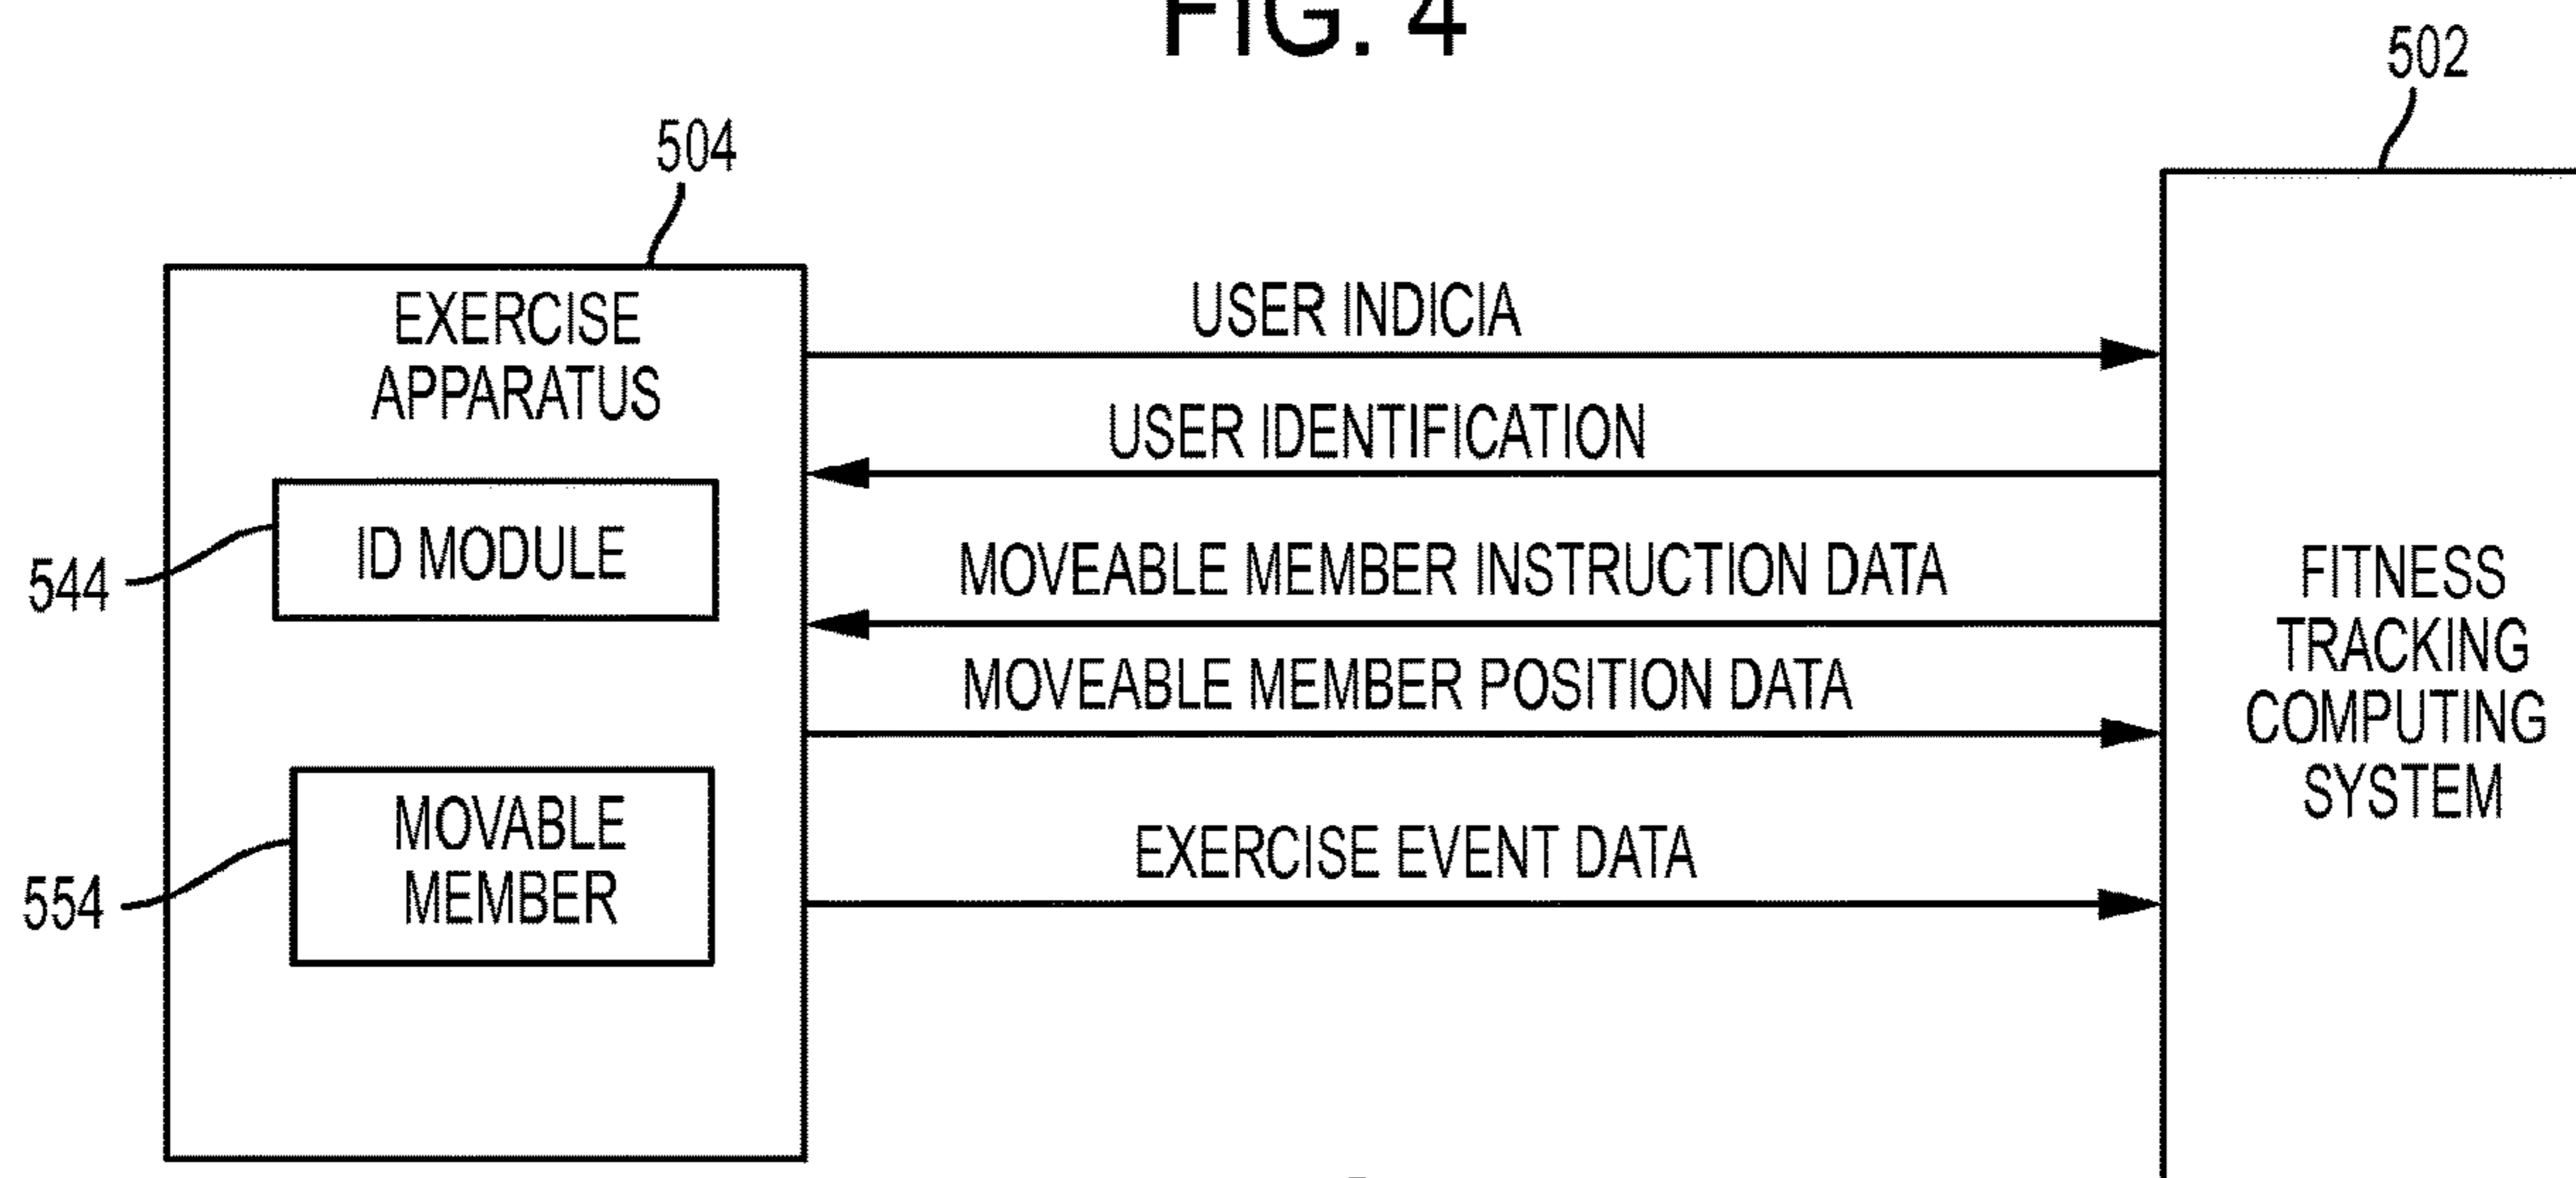 FIG. 4
502
504
EXERCISE
APPARATUS
USER INDICIA
USER IDENTIFICATION
ID MODULE
544
MOVEABLE MEMBER INSTRUCTION DATA
MOVEABLE MEMBER POSITION DATA
MOVABLE
MEMBER
554
EXERCISE EVENT DATA
FITNESS
TRACKING
COMPUTING
SYSTEM